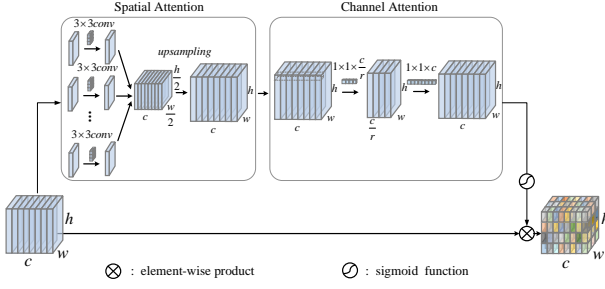 Spatial Attention
Channel Attention
3×3conv
3×3conv
3×3conv
upsampling
c
h/2
w/2
c
h
w
c
h
1×1×c/r
c/r
h
w
1×1×c
c
h
w
h
c
w
h
c
w
: element-wise product
: sigmoid function